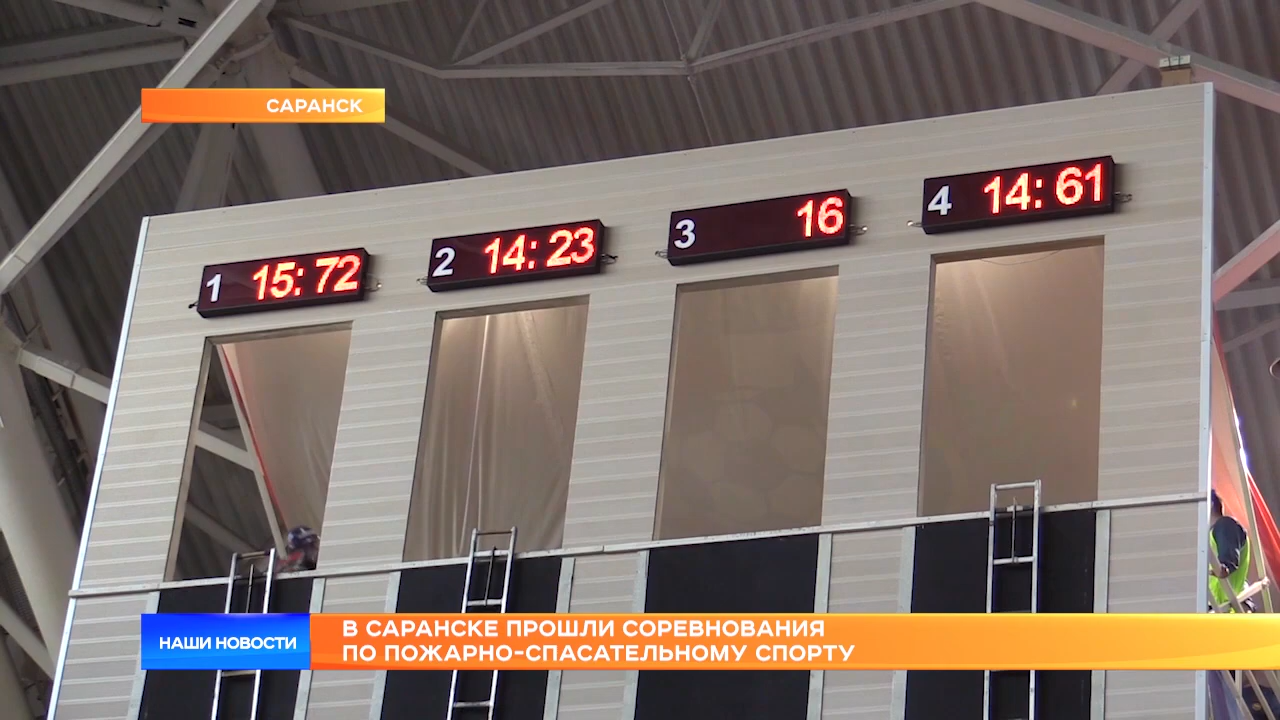 САРАНСК
1 15:72
2 14:23
3 16
4 14:61
НАШИ НОВОСТИ
В САРАНСКЕ ПРОШЛИ СОРЕВНОВАНИЯ
ПО ПОЖАРНО-СПАСАТЕЛЬНОМУ СПОРТУ